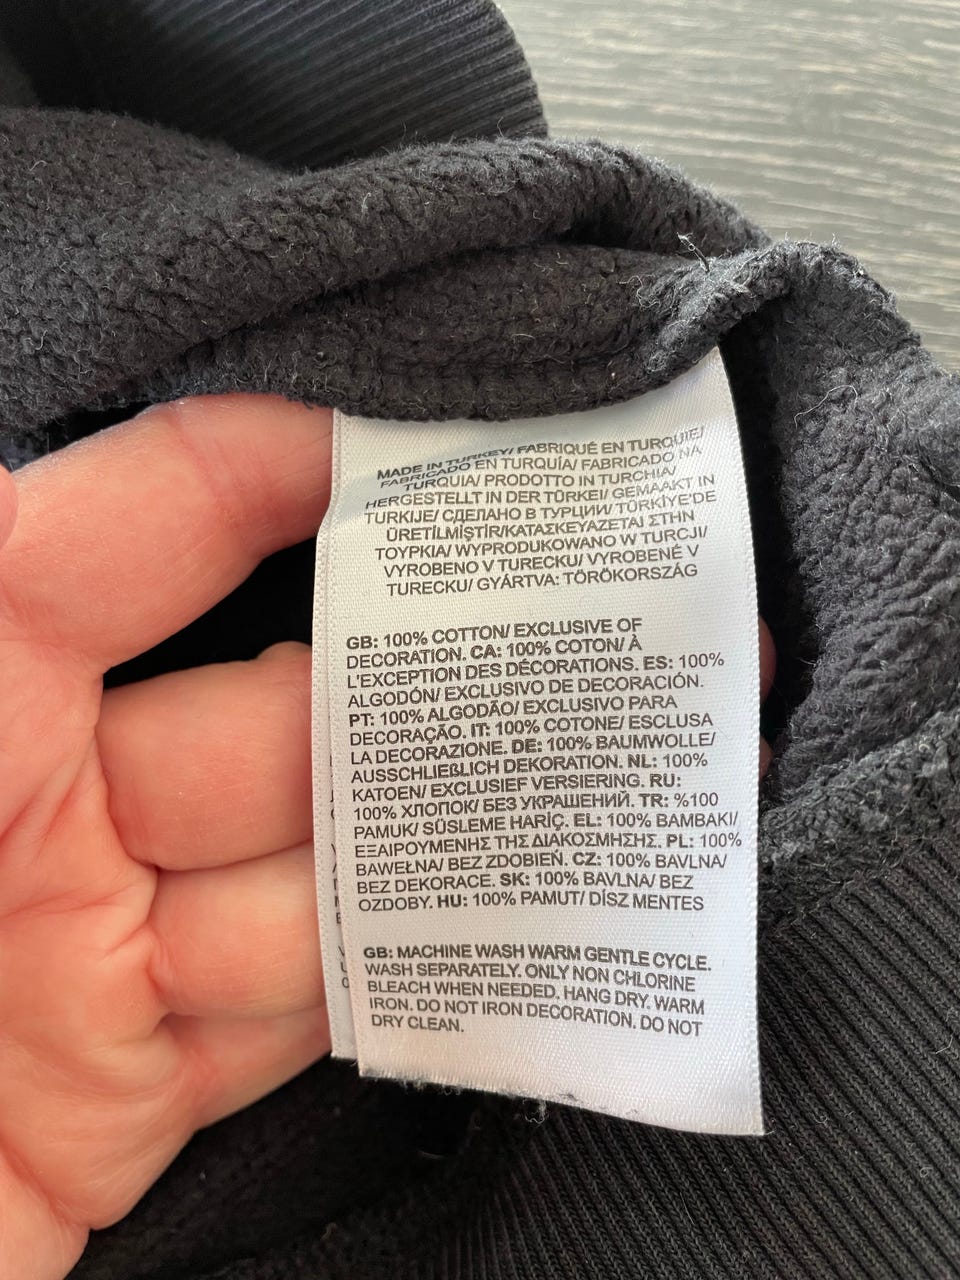 MADE IN TURKEY/ FABRIQUÉ EN TURQUIE/
FABRICADO EN TURQUÍA/ FABRICADO NA
TURQUIA/ PRODOTTO IN TURCHIA/
HERGESTELLT IN DER TÜRKEI/ GEMAAKT IN
TURKIJE/ СДЕЛАНО В ТУРЦИИ/ TÜRKİYE'DE
ÜRETİLMİŞTİR/ΚΑΤΑΣΚΕΥΑΖΕΤΑΙ ΣΤΗΝ
ΤΟΥΡΚΙΑ/ WYPRODUKOWANO W TURCJI/
VYROBENO V TURECKU/ VYROBENÉ V
TURECKU/ GYÁRTVA: TÖRÖKORSZÁG
GB: 100% COTTON/ EXCLUSIVE OF
DECORATION. CA: 100% COTON/ À
L'EXCEPTION DES DÉCORATIONS. ES: 100%
ALGODÓN/ EXCLUSIVO DE DECORACIÓN.
PT: 100% ALGODÃO/ EXCLUSIVO PARA
DECORAÇÃO. IT: 100% COTONE/ ESCLUSA
LA DECORAZIONE. DE: 100% BAUMWOLLE/
AUSSCHLIEßLICH DEKORATION. NL: 100%
KATOEN/ EXCLUSIEF VERSIERING. RU:
100% ХЛОПОК/ БЕЗ УКРАШЕНИЙ. TR: %100
PAMUK/ SÜSLEME HARİÇ. EL: 100% ΒΑΜΒΑΚΙ/
ΕΞΑΙΡΟΥΜΕΝΗΣ ΤΗΣ ΔΙΑΚΟΣΜΗΣΗΣ. PL: 100%
BAWEŁNA/ BEZ ZDOBIEŃ. CZ: 100% BAVLNA/
BEZ DEKORACE. SK: 100% BAVLNA/ BEZ
OZDOBY. HU: 100% PAMUT/ DÍSZ MENTES
GB: MACHINE WASH WARM GENTLE CYCLE.
WASH SEPARATELY. ONLY NON CHLORINE
BLEACH WHEN NEEDED. HANG DRY. WARM
IRON. DO NOT IRON DECORATION. DO NOT
DRY CLEAN.